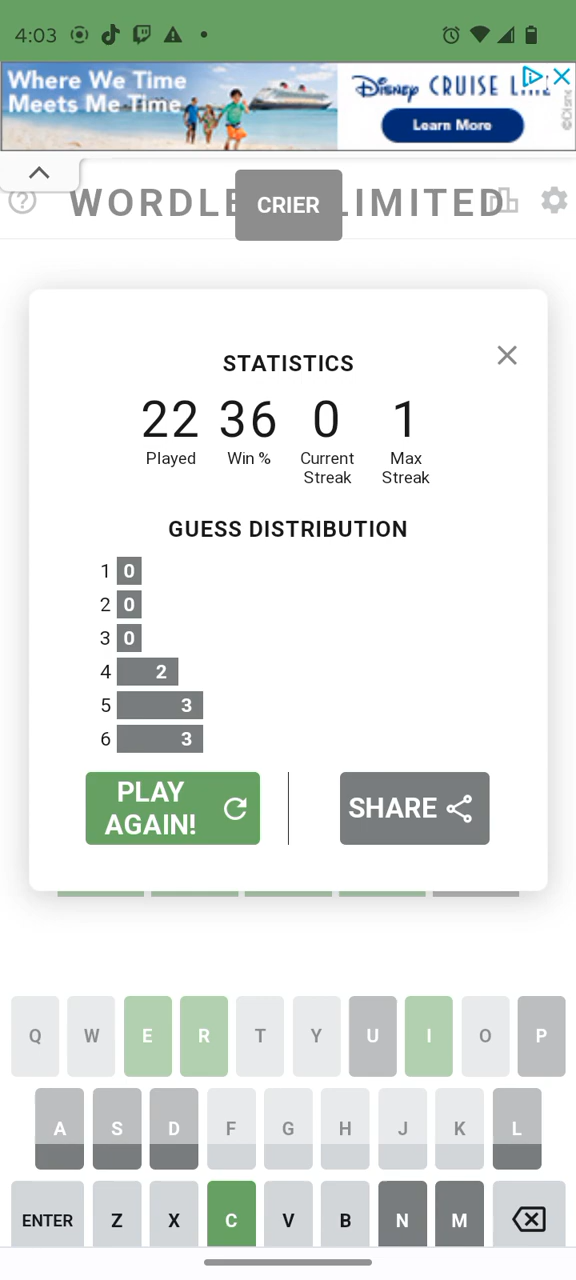 4:03
Where We Time
Meets Me Time
Disney CRUISE LINE
Learn More
©Disney
WORDLE UNLIMITED
CRIER
STATISTICS
22 36 0 1
Played Win % Current Streak Max Streak
GUESS DISTRIBUTION
1 0
2 0
3 0
4 2
5 3
6 3
PLAY AGAIN!
SHARE
Q W E R T Y U I O P
A S D F G H J K L
ENTER Z X C V B N M